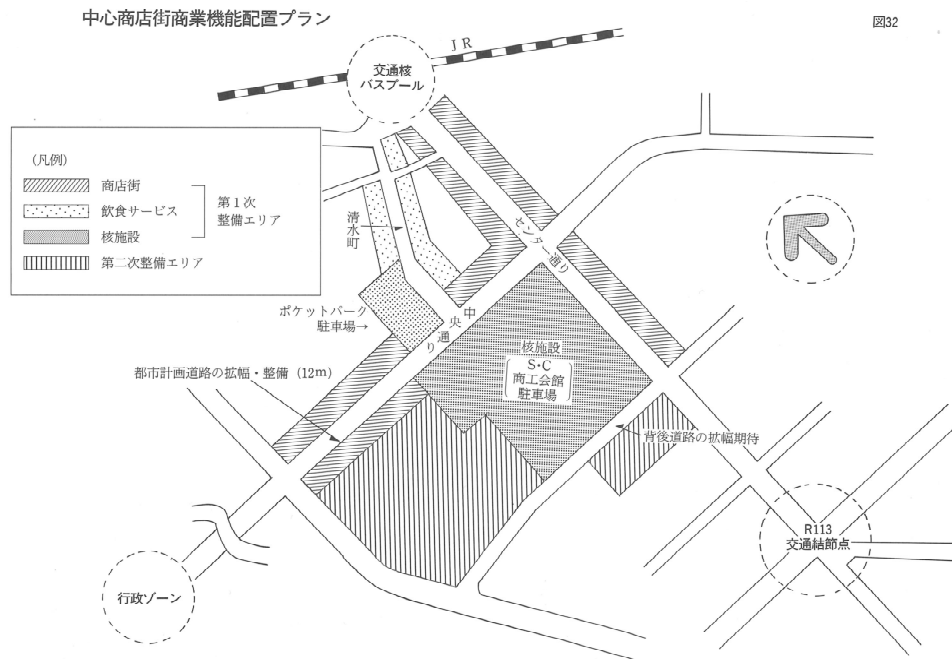 中心商店街商業機能配置プラン
図32
JR
交通核
バスプール
(凡例)
商店街
飲食サービス
核施設
第二次整備エリア
第1次
整備エリア
清水町
センター通り
ポケットパーク
駐車場→
中央通り
核施設
S・C
商工会館
駐車場
都市計画道路の拡幅・整備(12m)
背後道路の拡幅期待
R113
交通結節点
行政ゾーン